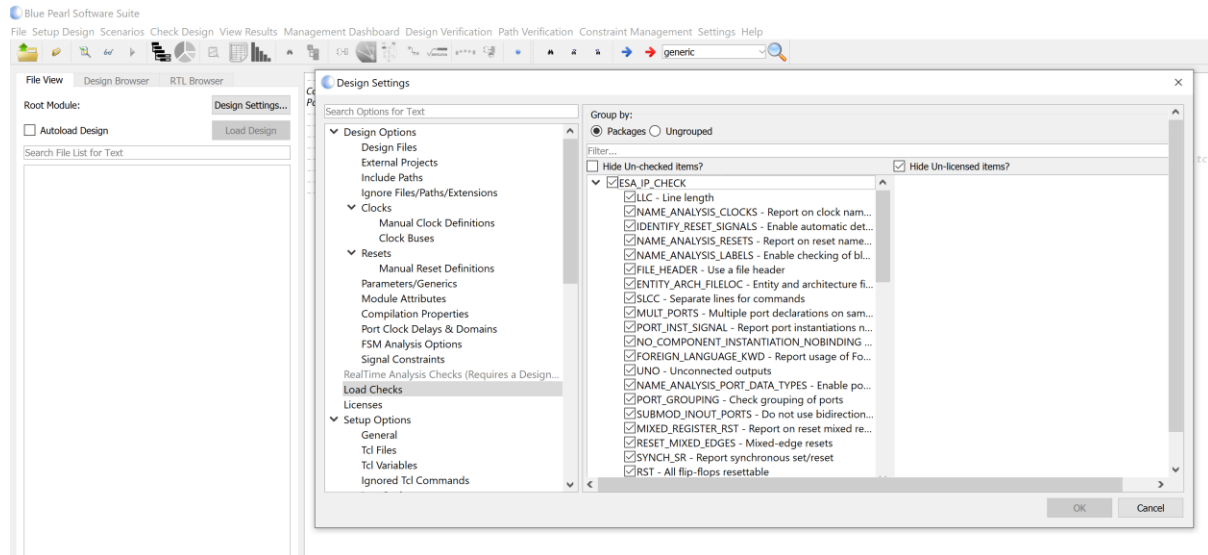 Blue Pearl Software Suite
File Setup Design Scenarios Check Design View Results Management Dashboard Design Verification Path Verification Constraint Management Settings Help
generic
File View Design Browser RTL Browser
Root Module: Design Settings...
Autoload Design Load Design
Search File List for Text
Design Settings
Search Options for Text
Design Options
Design Files
External Projects
Include Paths
Ignore Files/Paths/Extensions
Clocks
Manual Clock Definitions
Clock Buses
Resets
Manual Reset Definitions
Parameters/Generics
Module Attributes
Compilation Properties
Port Clock Delays & Domains
FSM Analysis Options
Signal Constraints
RealTime Analysis Checks (Requires a Design...
Load Checks
Licenses
Setup Options
General
Tcl Files
Tcl Variables
Ignored Tcl Commands
Group by:
Packages Ungrouped
Filter...
Hide Un-checked items? Hide Un-licensed items?
ESA_IP_CHECK
LLC - Line length
NAME_ANALYSIS_CLOCKS - Report on clock nam...
IDENTIFY_RESET_SIGNALS - Enable automatic det...
NAME_ANALYSIS_RESETS - Report on reset name...
NAME_ANALYSIS_LABELS - Enable checking of bl...
FILE_HEADER - Use a file header
ENTITY_ARCH_FILELOC - Entity and architecture fi...
SLCC - Separate lines for commands
MULT_PORTS - Multiple port declarations on sam...
PORT_INST_SIGNAL - Report port instantiations n...
NO_COMPONENT_INSTANTIATION_NOBINDING ...
FOREIGN_LANGUAGE_KWD - Report usage of Fo...
UNO - Unconnected outputs
NAME_ANALYSIS_PORT_DATA_TYPES - Enable po...
PORT_GROUPING - Check grouping of ports
SUBMOD_INOUT_PORTS - Do not use bidirection...
MIXED_REGISTER_RST - Report on reset mixed re...
RESET_MIXED_EDGES - Mixed-edge resets
SYNCH_SR - Report synchronous set/reset
RST - All flip-flops resettable
OK Cancel